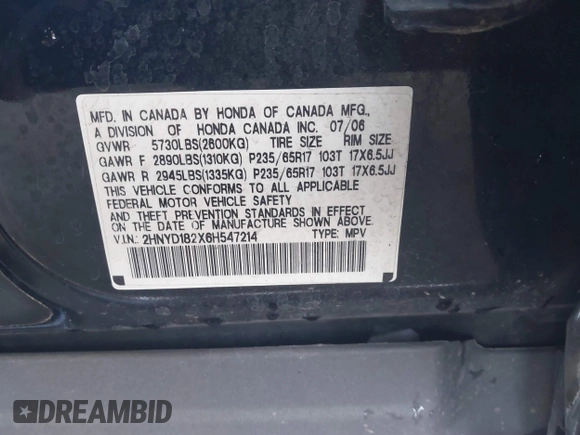 MFD. IN CANADA BY HONDA OF CANADA MFG.,
A DIVISION OF HONDA CANADA INC. 07/06
GVWR 5730LBS(2600KG) TIRE SIZE RIM SIZE
GAWR F 2890LBS(1310KG) P235/65R17 103T 17X6.5JJ
GAWR R 2945LBS(1335KG) P235/65R17 103T 17X6.5JJ
THIS VEHICLE CONFORMS TO ALL APPLICABLE
FEDERAL MOTOR VEHICLE SAFETY
AND THEFT PREVENTION STANDARDS IN EFFECT
ON THE DATE OF MANUFACTURE SHOWN ABOVE.
V.I.N.: 2HNYD182X6H547214 TYPE: MPV
DREAMBID